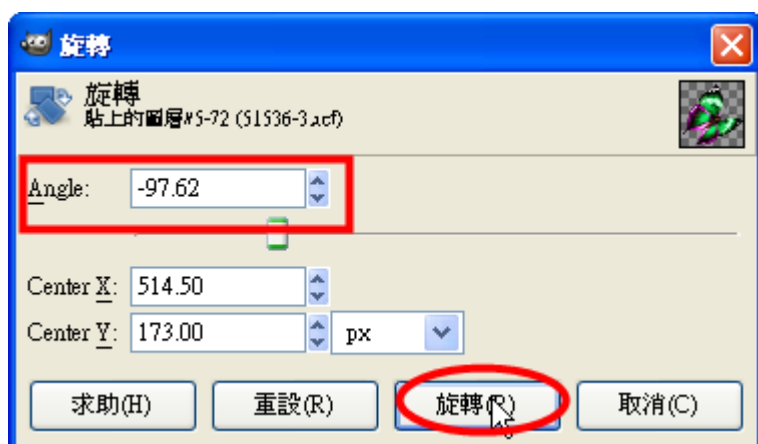 旋轉
旋轉
貼上的圖層#5-72 (51536-3.xcf)
Angle: -97.62
Center X: 514.50
Center Y: 173.00 px
求助(H) 重設(R) 旋轉(R) 取消(C)